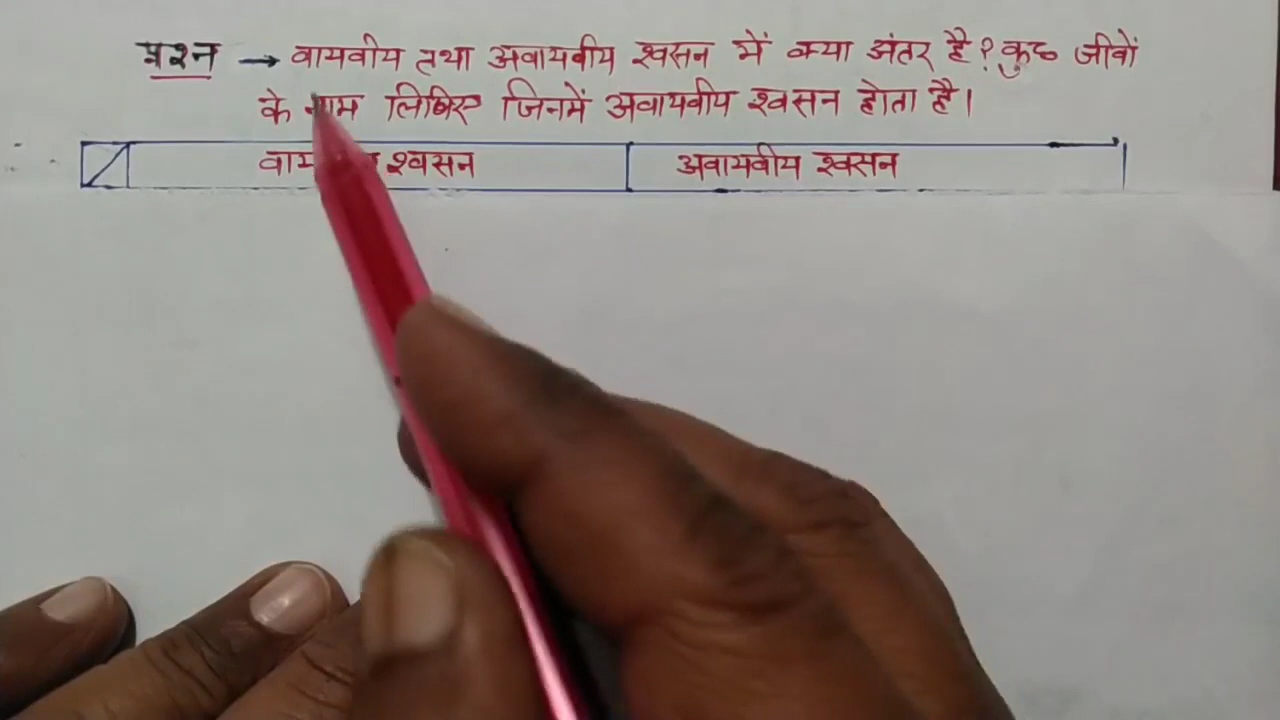 प्रश्न → वायवीय तथा अवायवीय श्वसन में क्या अंतर है? कुछ जीवों
के नाम लिखिए जिनमें अवायवीय श्वसन होता है।
श्वसन अवायवीय श्वसन